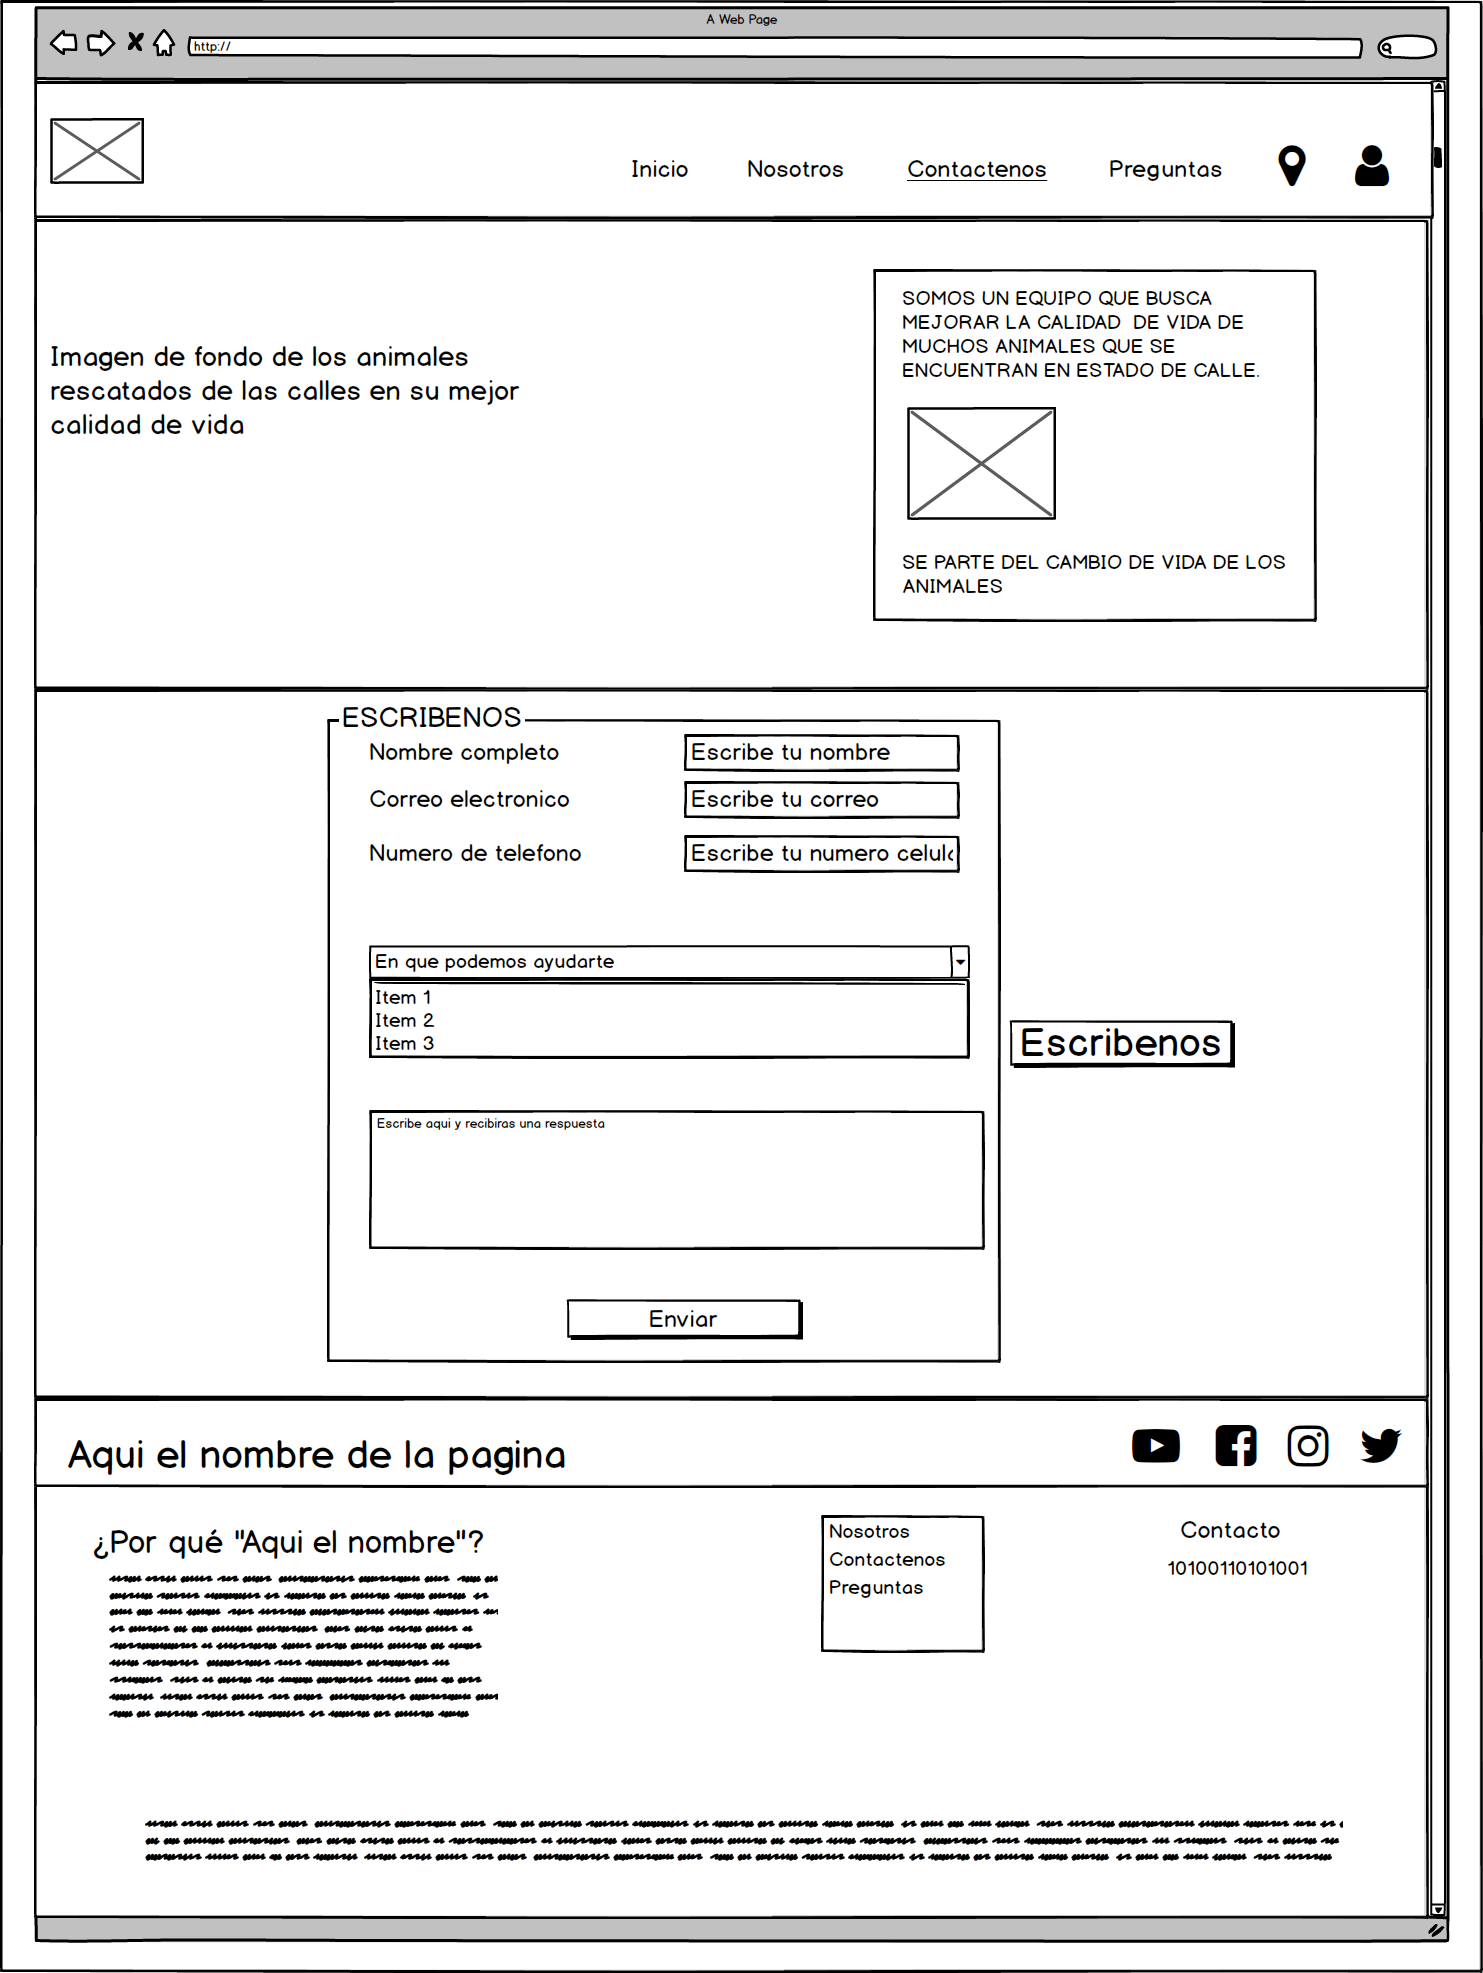 A Web Page
http://
Inicio Nosotros Contactenos Preguntas
SOMOS UN EQUIPO QUE BUSCA
MEJORAR LA CALIDAD DE VIDA DE
MUCHOS ANIMALES QUE SE
ENCUENTRAN EN ESTADO DE CALLE.
Imagen de fondo de los animales
rescatados de las calles en su mejor
calidad de vida
SE PARTE DEL CAMBIO DE VIDA DE LOS
ANIMALES
ESCRIBENOS
Nombre completo Escribe tu nombre
Correo electronico Escribe tu correo
Numero de telefono Escribe tu numero
En que podemos ayudarte
Item 1
Item 2
Item 3
Escribenos
Escribe aqui y recibiras una respuesta
Enviar
Aqui el nombre de la pagina
¿Por qué "Aqui el nombre"?
Nosotros
Contactenos
Preguntas
Contacto
10100110101001